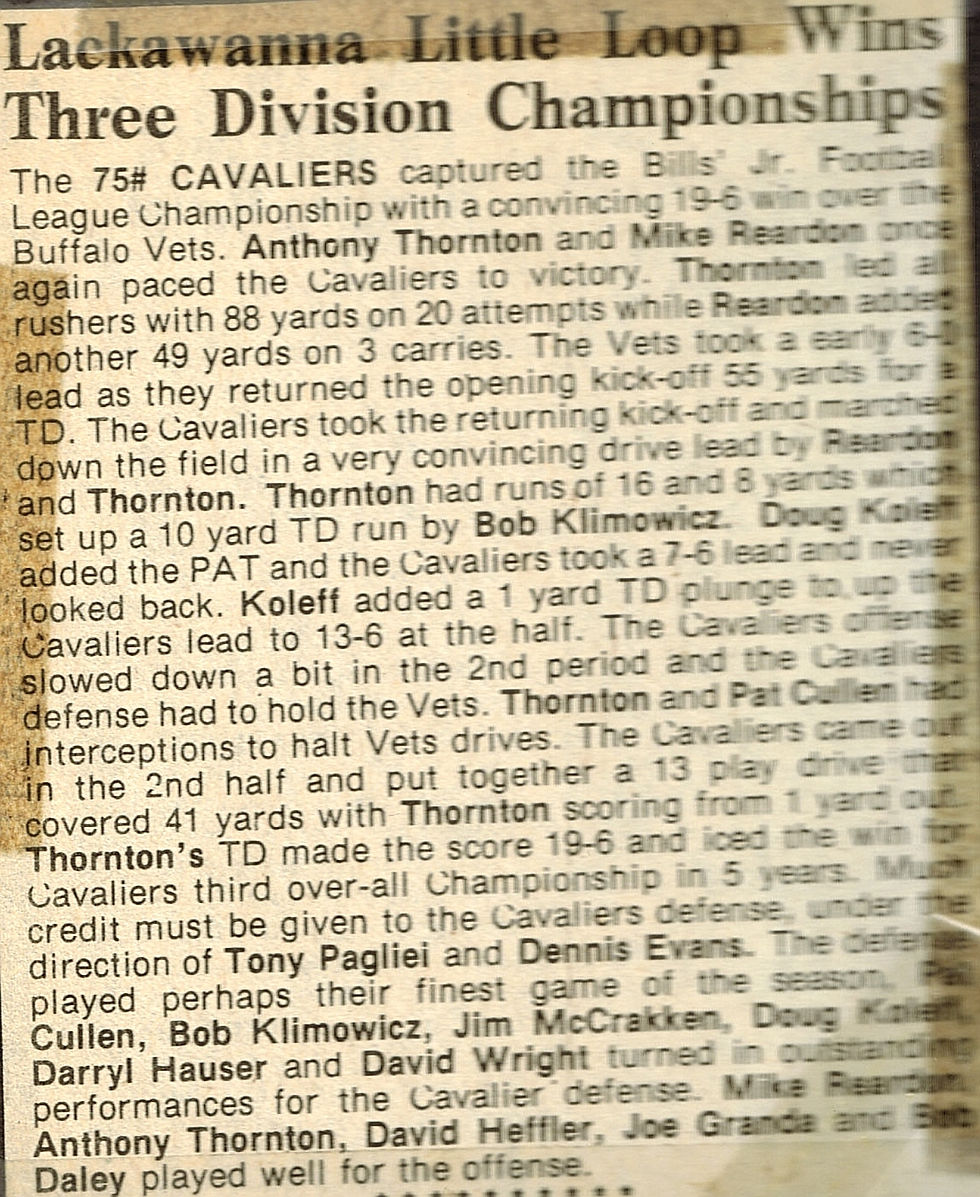 Lackawanna Little Loop Wins
Three Division Championships
The 75# CAVALIERS captured the Bills' Jr. Football
League Championship with a convincing 19-6 win over the
Buffalo Vets. Anthony Thornton and Mike Reardon once
again paced the Cavaliers to victory. Thornton led all
rushers with 88 yards on 20 attempts while Reardon added
another 49 yards on 3 carries. The Vets took a early 6-0
lead as they returned the opening kick-off 55 yards for a
TD. The Cavaliers took the returning kick-off and marched
down the field in a very convincing drive lead by Reardon
and Thornton. Thornton had runs of 16 and 8 yards which
set up a 10 yard TD run by Bob Klimowicz. Doug Koleff
added the PAT and the Cavaliers took a 7-6 lead and never
looked back. Koleff added a 1 yard TD plunge to up the
Cavaliers lead to 13-6 at the half. The Cavaliers offense
slowed down a bit in the 2nd period and the Cavaliers
defense had to hold the Vets. Thornton and Pat Cullen had
interceptions to halt Vets drives. The Cavaliers came out
in the 2nd half and put together a 13 play drive that
covered 41 yards with Thornton scoring from 1 yard out.
Thornton's TD made the score 19-6 and iced the win for
Cavaliers third over-all Championship in 5 years. Much
credit must be given to the Cavaliers defense, under the
direction of Tony Pagliei and Dennis Evans. The defense
played perhaps their finest game of the season. Pat
Cullen, Bob Klimowicz, Jim McCrakken, Doug Koleff,
Darryl Hauser and David Wright turned in outstanding
performances for the Cavalier defense. Mike Reardon,
Anthony Thornton, David Heffler, Joe Granda and Bob
Daley played well for the offense.